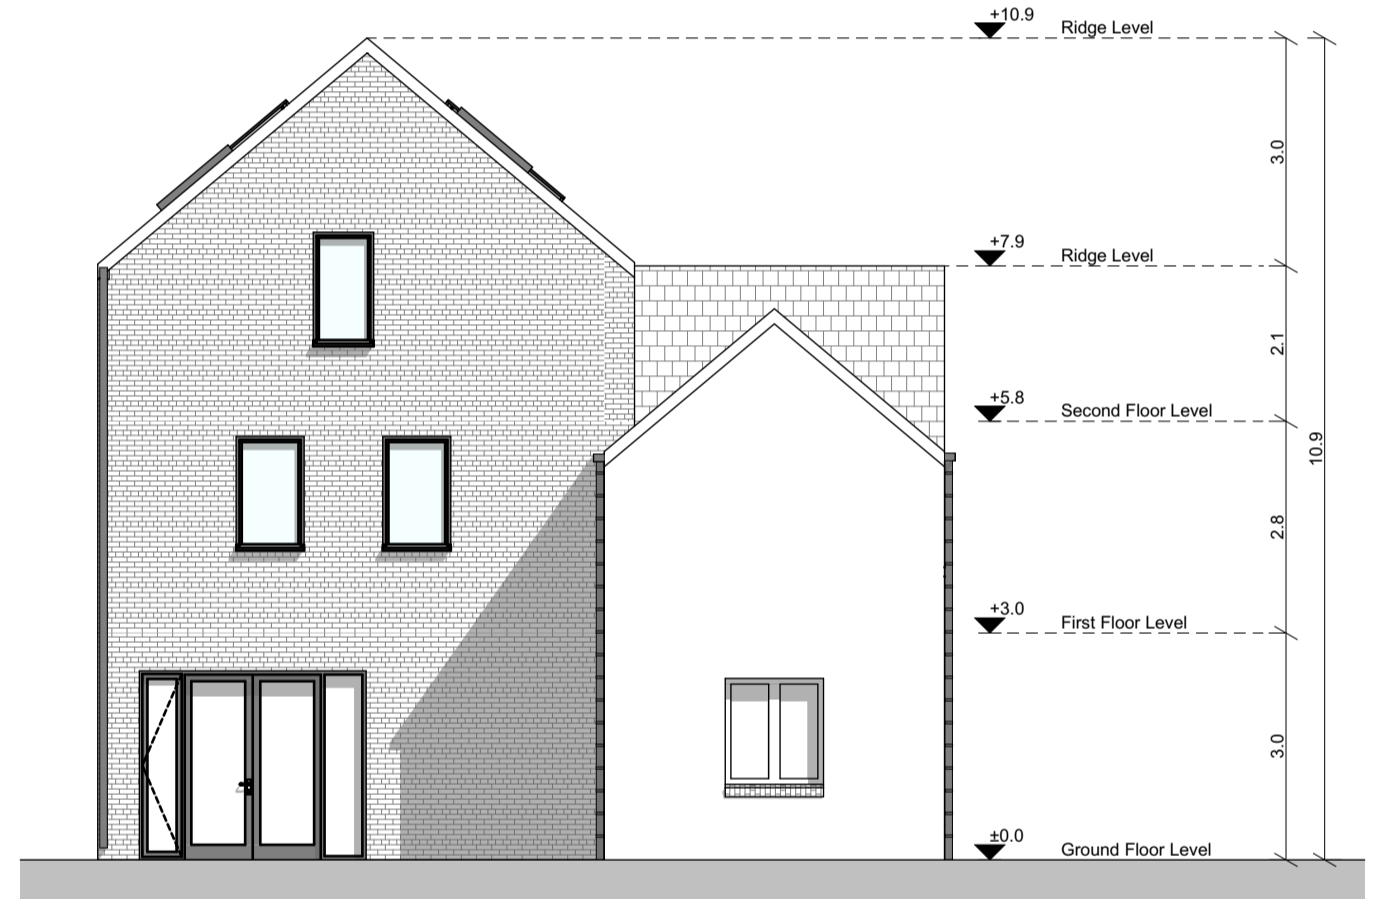 +10.9
Ridge Level
3.0
+7.9
Ridge Level
2.1
+5.8
Second Floor Level
10.9
2.8
+3.0
First Floor Level
3.0
±0.0
Ground Floor Level